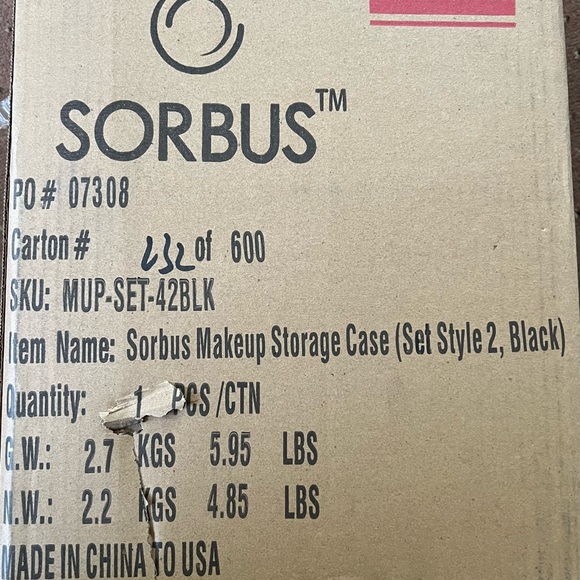 SORBUS™
PO # 07308
Carton # 232 of 600
SKU: MUP-SET-42BLK
Item Name: Sorbus Makeup Storage Case (Set Style 2, Black)
Quantity: 1 PCS /CTN
G.W.: 2.7 KGS 5.95 LBS
N.W.: 2.2 KGS 4.85 LBS
MADE IN CHINA TO USA